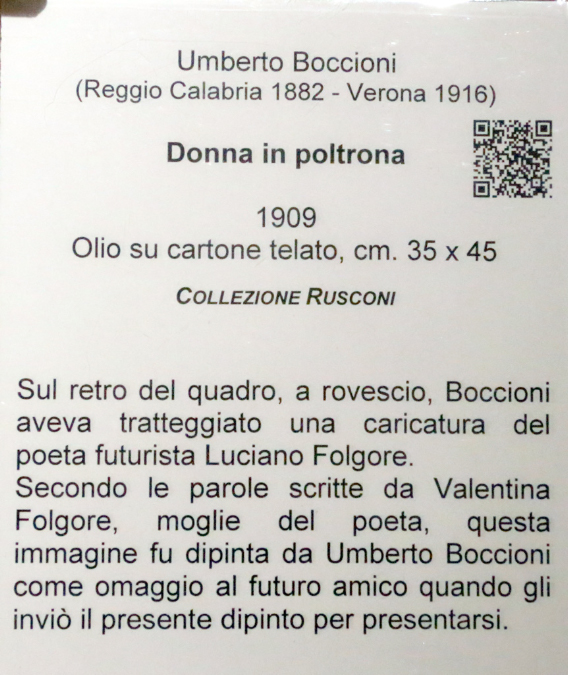 Umberto Boccioni
(Reggio Calabria 1882 - Verona 1916)
Donna in poltrona
1909
Olio su cartone telato, cm. 35 x 45
COLLEZIONE RUSCONI
Sul retro del quadro, a rovescio, Boccioni
aveva tratteggiato una caricatura del
poeta futurista Luciano Folgore.
Secondo le parole scritte da Valentina
Folgore, moglie del poeta, questa
immagine fu dipinta da Umberto Boccioni
come omaggio al futuro amico quando gli
inviò il presente dipinto per presentarsi.